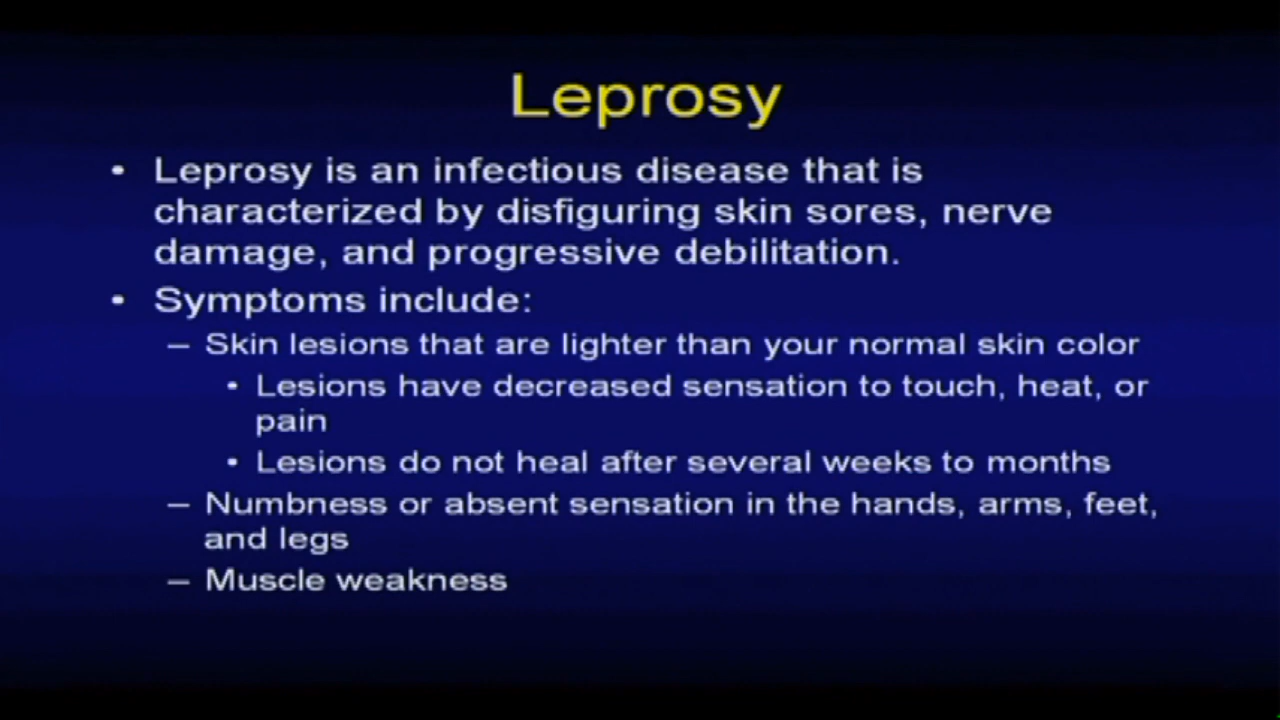 Leprosy
• Leprosy is an infectious disease that is
characterized by disfiguring skin sores, nerve
damage, and progressive debilitation.
• Symptoms include:
– Skin lesions that are lighter than your normal skin color
• Lesions have decreased sensation to touch, heat, or
pain
• Lesions do not heal after several weeks to months
– Numbness or absent sensation in the hands, arms, feet,
and legs
– Muscle weakness